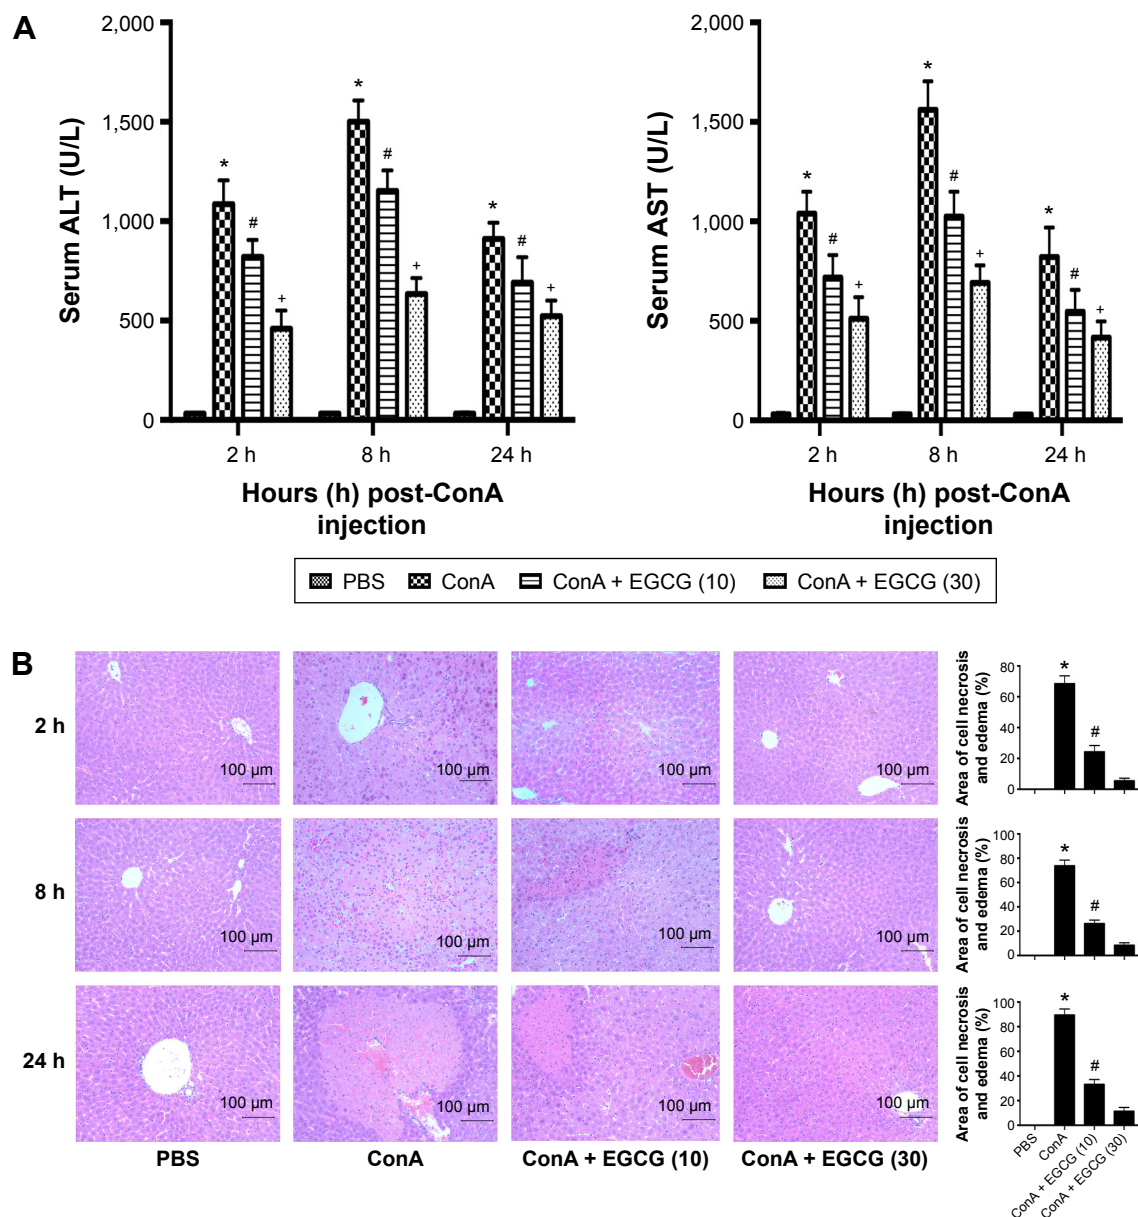 A
Serum ALT (U/L)
2,000
1,500
1,000
500
0
*
#
+
*
#
+
*
#
+
2 h
8 h
24 h
Hours (h) post-ConA
injection
Serum AST (U/L)
2,000
1,500
1,000
500
0
*
#
+
*
#
+
*
#
+
2 h
8 h
24 h
Hours (h) post-ConA
injection
PBS
ConA
ConA + EGCG (10)
ConA + EGCG (30)
B
2 h
100 µm
100 µm
100 µm
100 µm
Area of cell necrosis
and edema (%)
80
60
40
20
0
*
#
8 h
100 µm
100 µm
100 µm
100 µm
Area of cell necrosis
and edema (%)
100
80
60
40
20
0
*
#
24 h
100 µm
100 µm
100 µm
100 µm
Area of cell necrosis
and edema (%)
100
80
60
40
20
0
*
#
PBS
ConA
ConA + EGCG (10)
ConA + EGCG (30)
PBS
ConA
ConA + EGCG (10)
ConA + EGCG (30)